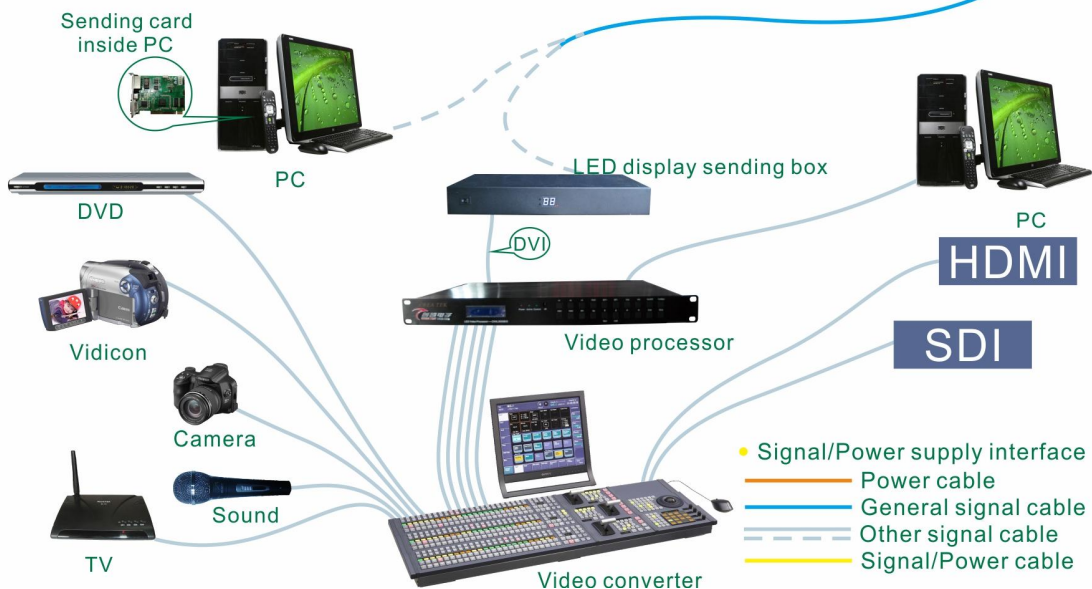 Sending card
inside PC
PC
LED display sending box
88
DVD
DVI
PC
HDMI
Vidicon
Video processor
SDI
Camera
Sound
TV
Video converter
Signal/Power supply interface
Power cable
General signal cable
Other signal cable
Signal/Power cable